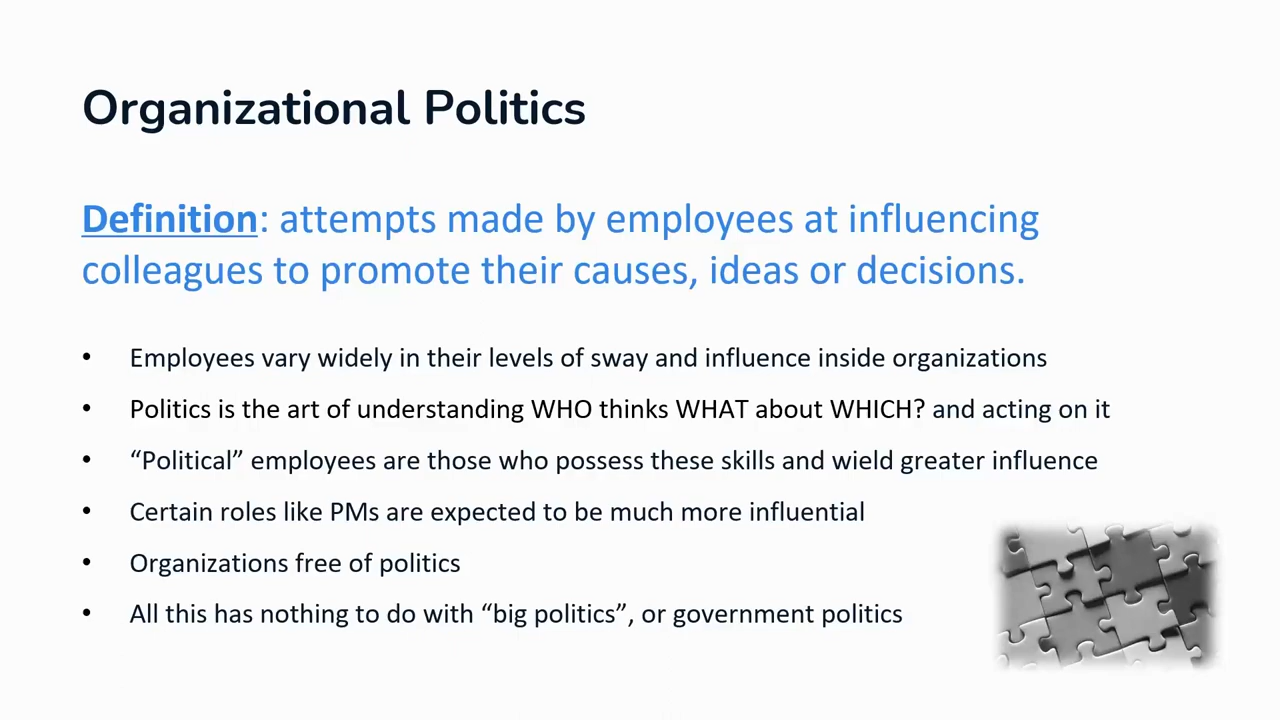 Organizational Politics
Definition: attempts made by employees at influencing
colleagues to promote their causes, ideas or decisions.
• Employees vary widely in their levels of sway and influence inside organizations
• Politics is the art of understanding WHO thinks WHAT about WHICH? and acting on it
• “Political” employees are those who possess these skills and wield greater influence
• Certain roles like PMs are expected to be much more influential
• Organizations free of politics
• All this has nothing to do with “big politics”, or government politics